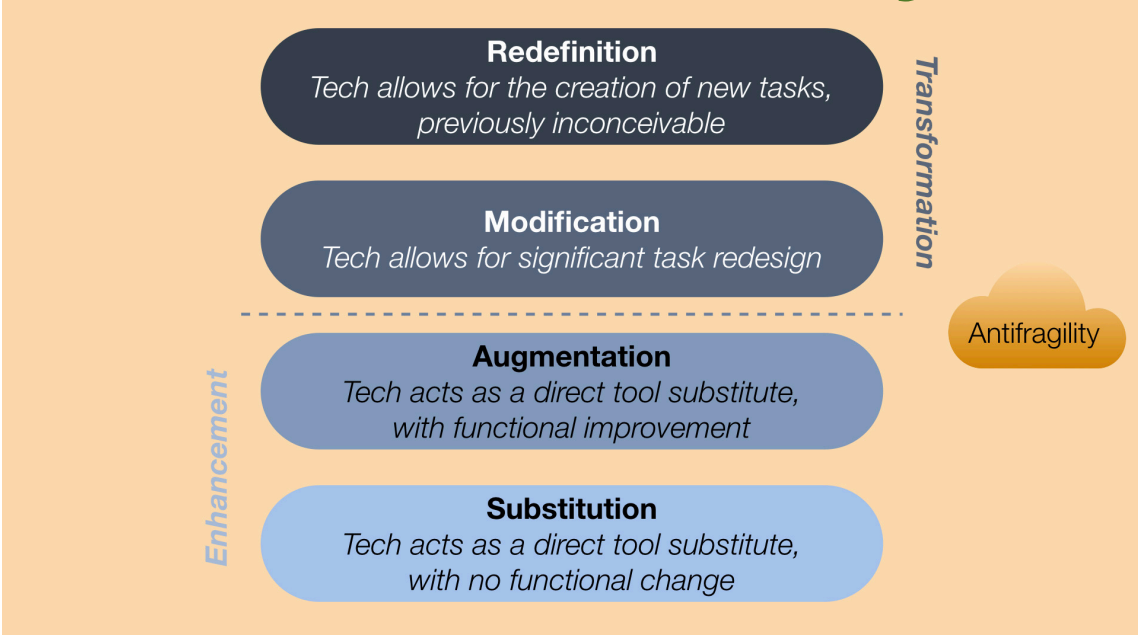 Redefinition
Tech allows for the creation of new tasks,
previously inconceivable
Transformation
Modification
Tech allows for significant task redesign
Antifragility
Augmentation
Tech acts as a direct tool substitute,
with functional improvement
Enhancement
Substitution
Tech acts as a direct tool substitute,
with no functional change